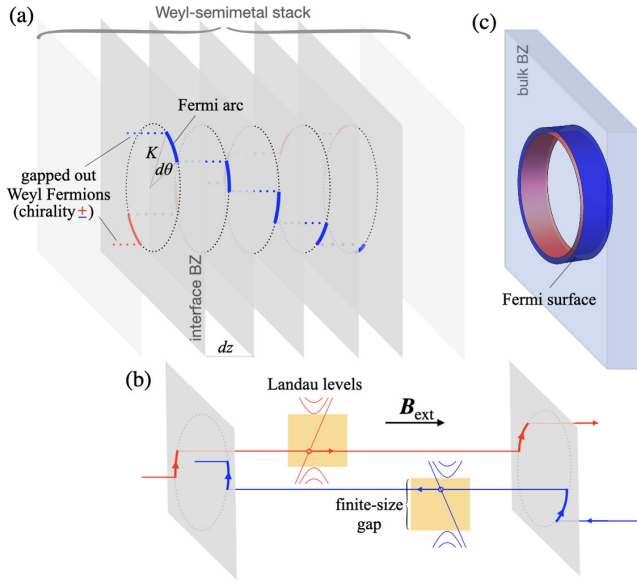 (a)
Weyl-semimetal stack
(c)
bulk BZ
Fermi arc
K
dθ
gapped out
Weyl Fermions
(chirality ±)
interface BZ
dz
Fermi surface
(b)
Landau levels
B_ext
finite-size
gap